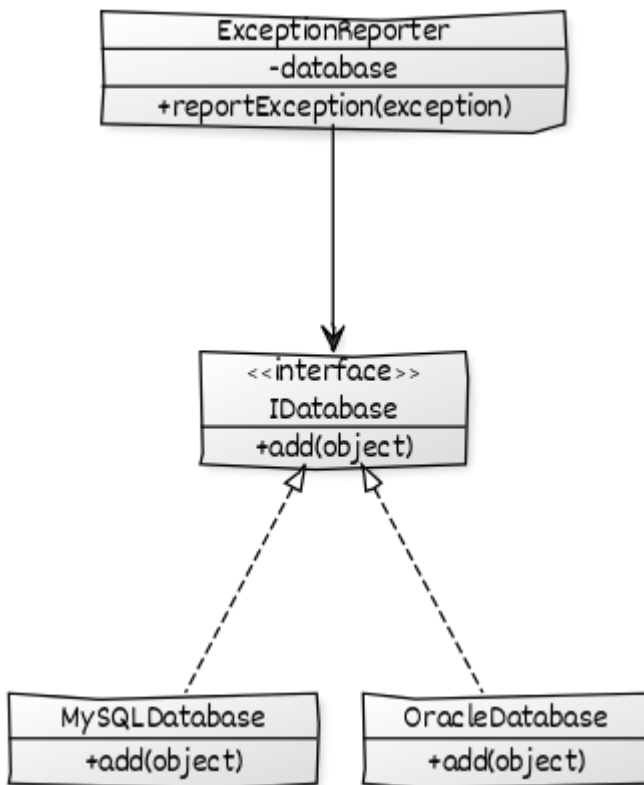 ExceptionReporter
-database
+reportException(exception)
<<interface>>
IDatabase
+add(object)
MySQLDatabase
+add(object)
OracleDatabase
+add(object)